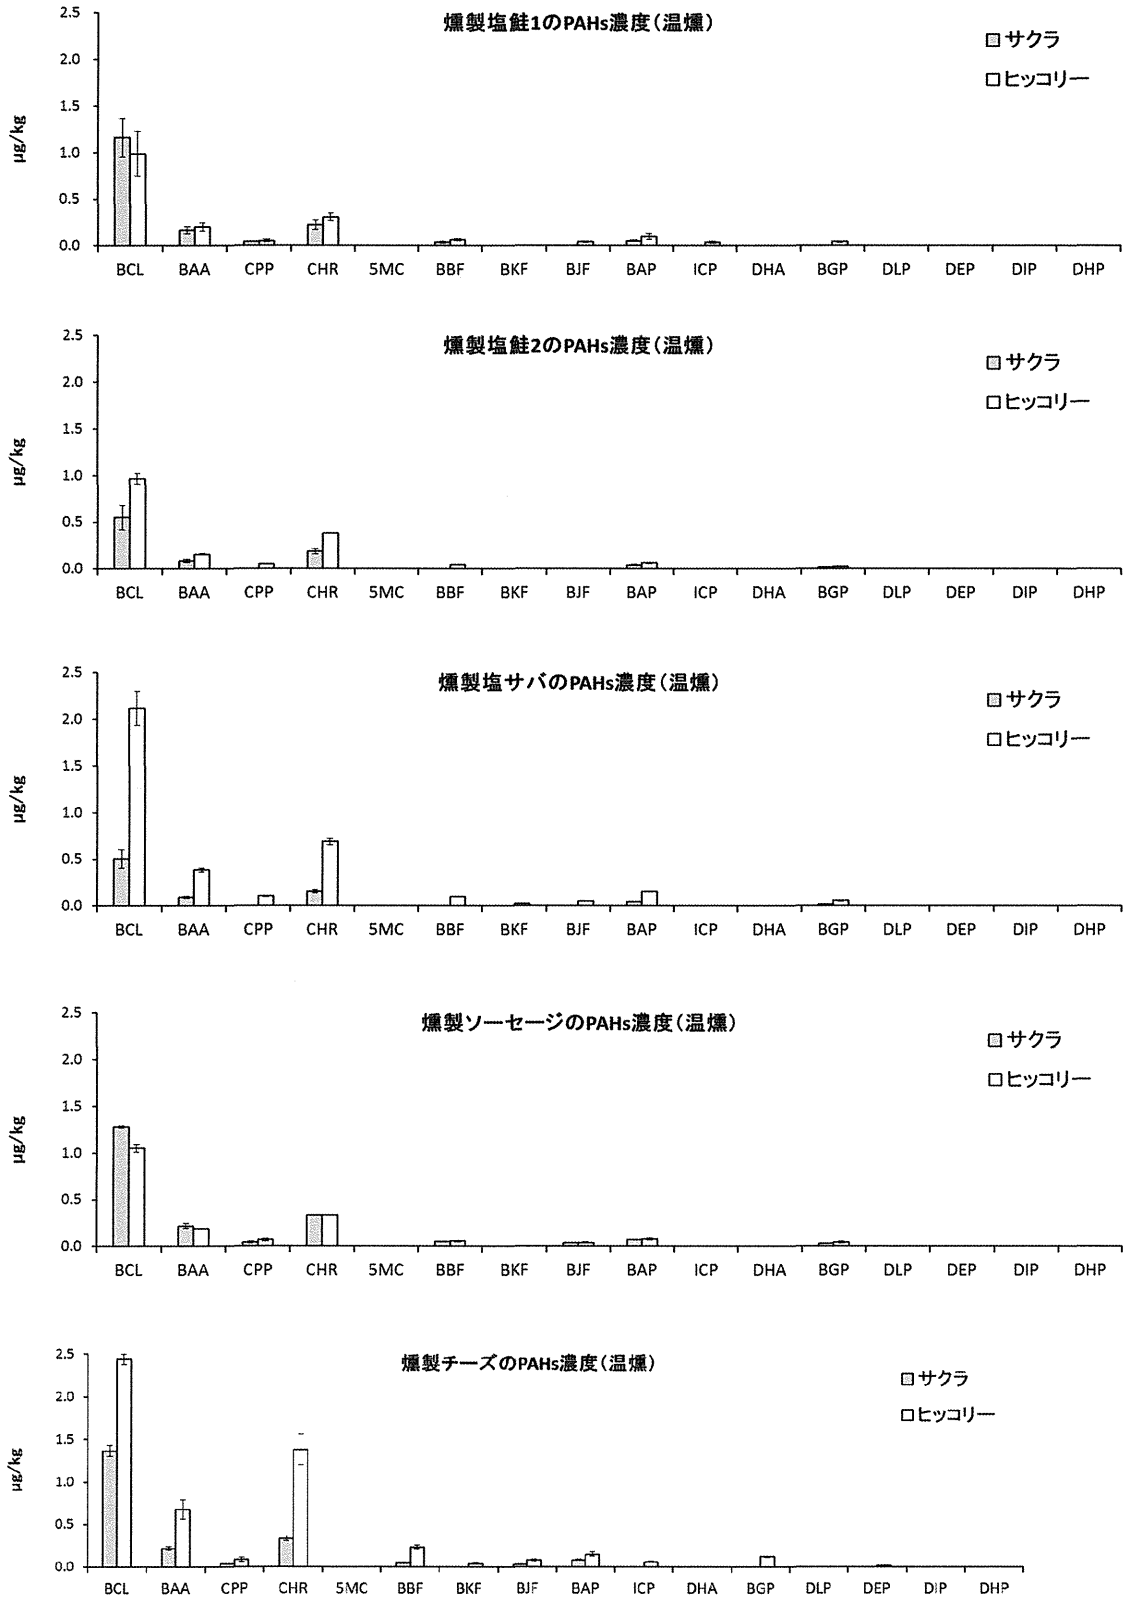 燻製塩鮭1のPAHs濃度(温燻)
サクラ
ヒッコリー
μg/kg
2.5
2.0
1.5
1.0
0.5
0.0
BCL BAA CPP CHR 5MC BBF BKF BJF BAP ICP DHA BGP DLP DEP DIP DHP
燻製塩鮭2のPAHs濃度(温燻)
サクラ
ヒッコリー
μg/kg
2.5
2.0
1.5
1.0
0.5
0.0
BCL BAA CPP CHR 5MC BBF BKF BJF BAP ICP DHA BGP DLP DEP DIP DHP
燻製塩サバのPAHs濃度(温燻)
サクラ
ヒッコリー
μg/kg
2.5
2.0
1.5
1.0
0.5
0.0
BCL BAA CPP CHR 5MC BBF BKF BJF BAP ICP DHA BGP DLP DEP DIP DHP
燻製ソーセージのPAHs濃度(温燻)
サクラ
ヒッコリー
μg/kg
2.5
2.0
1.5
1.0
0.5
0.0
BCL BAA CPP CHR 5MC BBF BKF BJF BAP ICP DHA BGP DLP DEP DIP DHP
燻製チーズのPAHs濃度(温燻)
サクラ
ヒッコリー
μg/kg
2.5
2.0
1.5
1.0
0.5
0.0
BCL BAA CPP CHR 5MC BBF BKF BJF BAP ICP DHA BGP DLP DEP DIP DHP